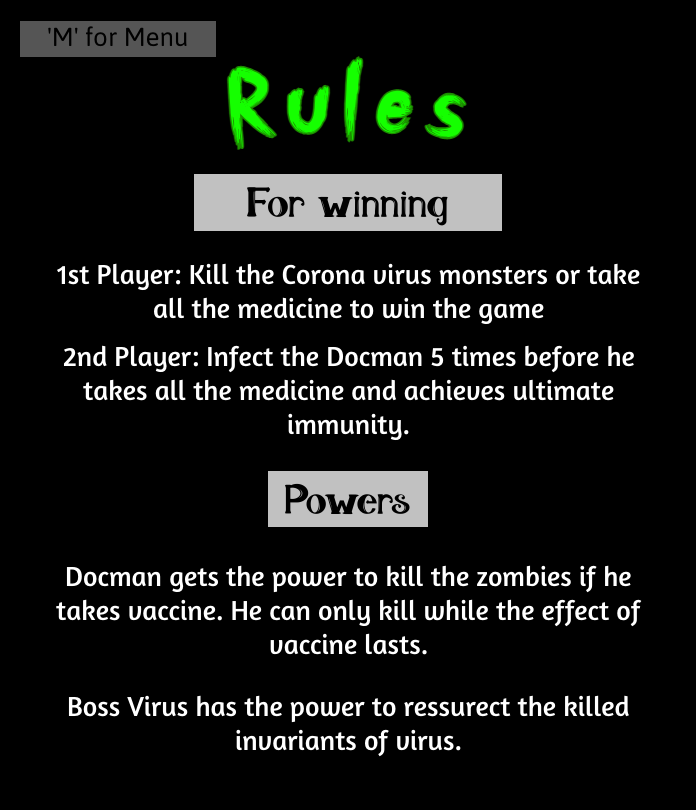 'M' for Menu
Rules
For winning
1st Player: Kill the Corona virus monsters or take
all the medicine to win the game
2nd Player: Infect the Docman 5 times before he
takes all the medicine and achieves ultimate
immunity.
Powers
Docman gets the power to kill the zombies if he
takes vaccine. He can only kill while the effect of
vaccine lasts.
Boss Virus has the power to ressurect the killed
invariants of virus.